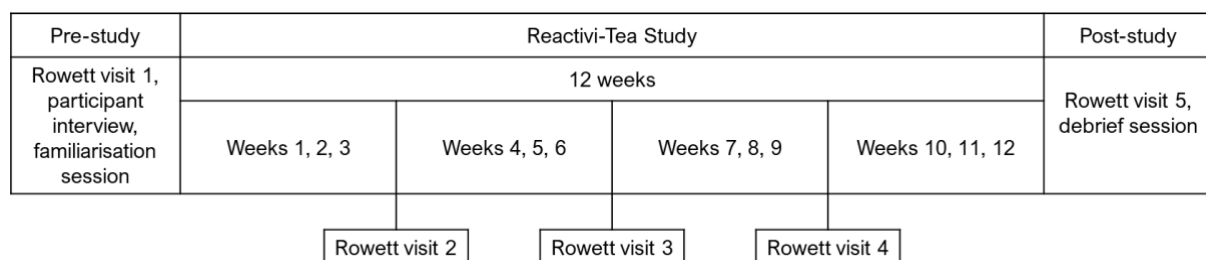 Pre-study
Reactivi-Tea Study
Post-study
Rowett visit 1,
participant
interview,
familiarisation
session
12 weeks
Weeks 1, 2, 3
Weeks 4, 5, 6
Weeks 7, 8, 9
Weeks 10, 11, 12
Rowett visit 5,
debrief session
Rowett visit 2
Rowett visit 3
Rowett visit 4